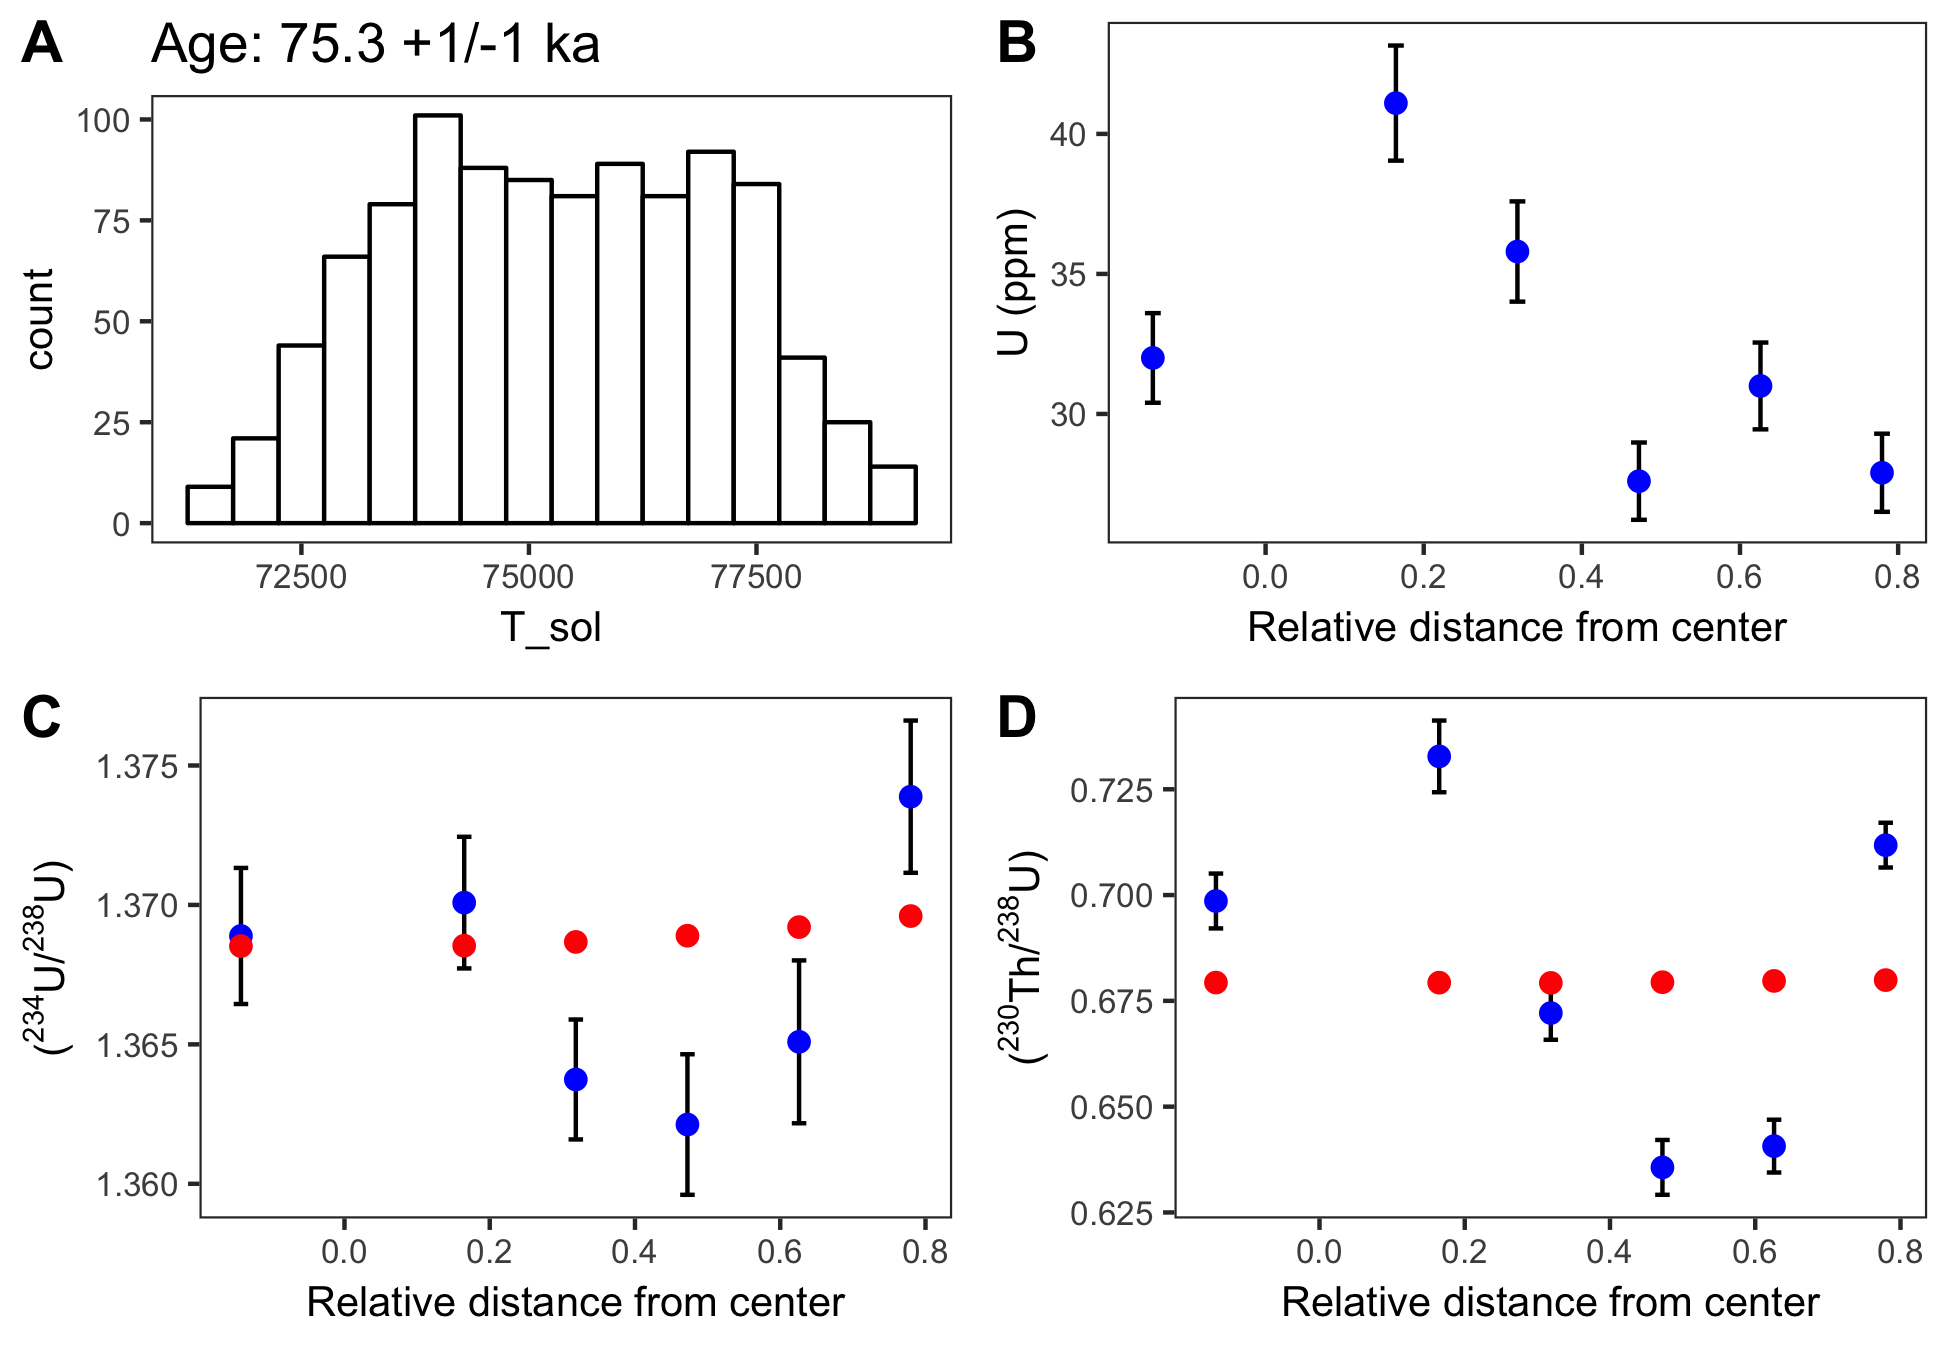 A Age: 75.3 +1/-1 ka
count
100
75
50
25
0
72500 75000 77500
T_sol
B
U (ppm)
40
35
30
0.0 0.2 0.4 0.6 0.8
Relative distance from center
C
(²³⁴U/²³⁸U)
1.375
1.370
1.365
1.360
0.0 0.2 0.4 0.6 0.8
Relative distance from center
D
(²³⁰Th/²³⁸U)
0.725
0.700
0.675
0.650
0.625
0.0 0.2 0.4 0.6 0.8
Relative distance from center